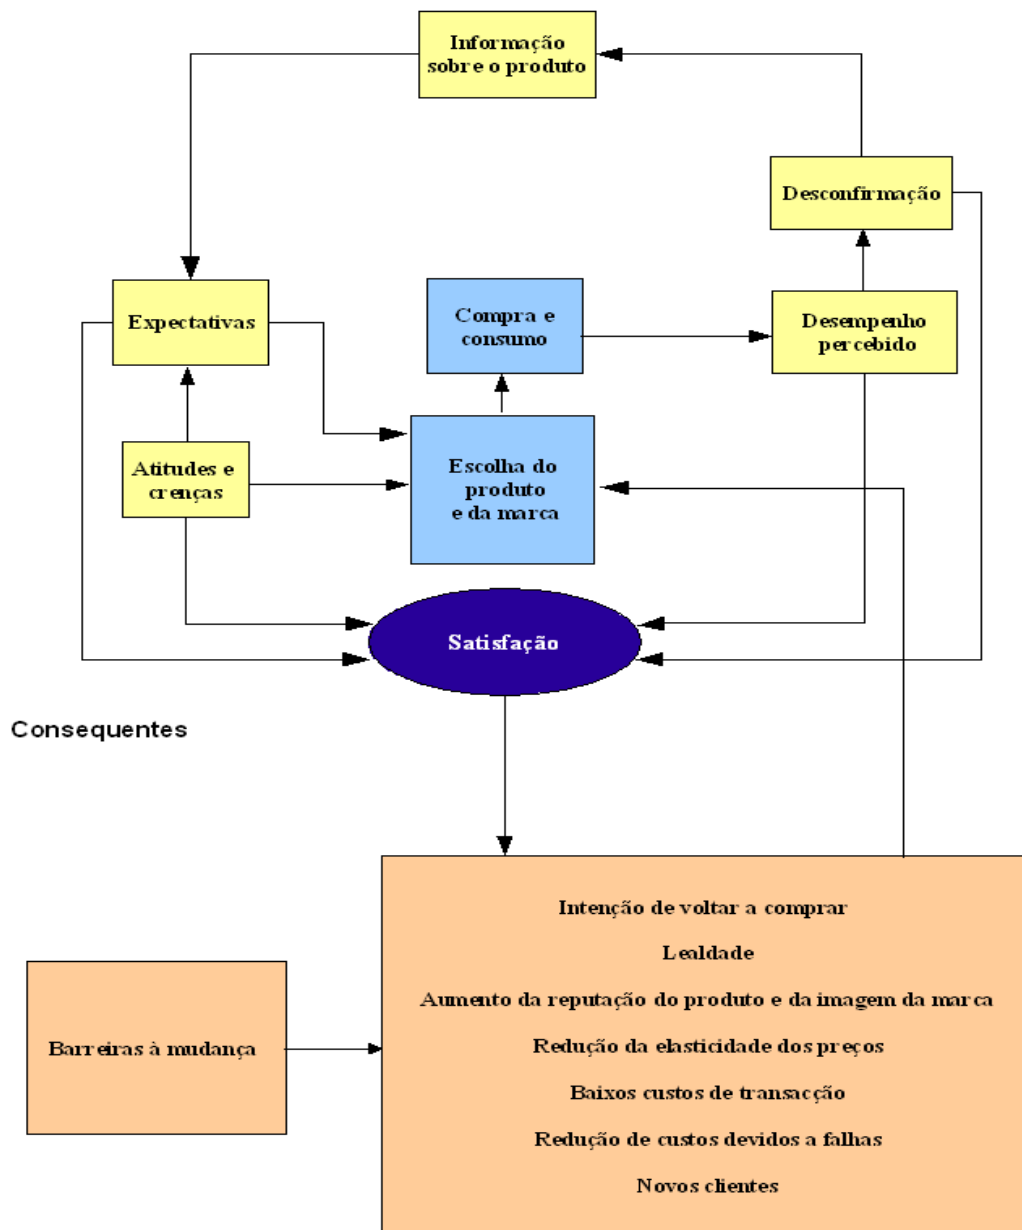 Informação
sobre o produto
Desconfirmação
Expectativas
Compra e
consumo
Desempenho
percebido
Atitudes e
crenças
Escolha do
produto
e da marca
Satisfação
Consequentes
Intenção de voltar a comprar
Lealdade
Aumento da reputação do produto e da imagem da marca
Barreiras à mudança
Redução da elasticidade dos preços
Baixos custos de transacção
Redução de custos devidos a falhas
Novos clientes